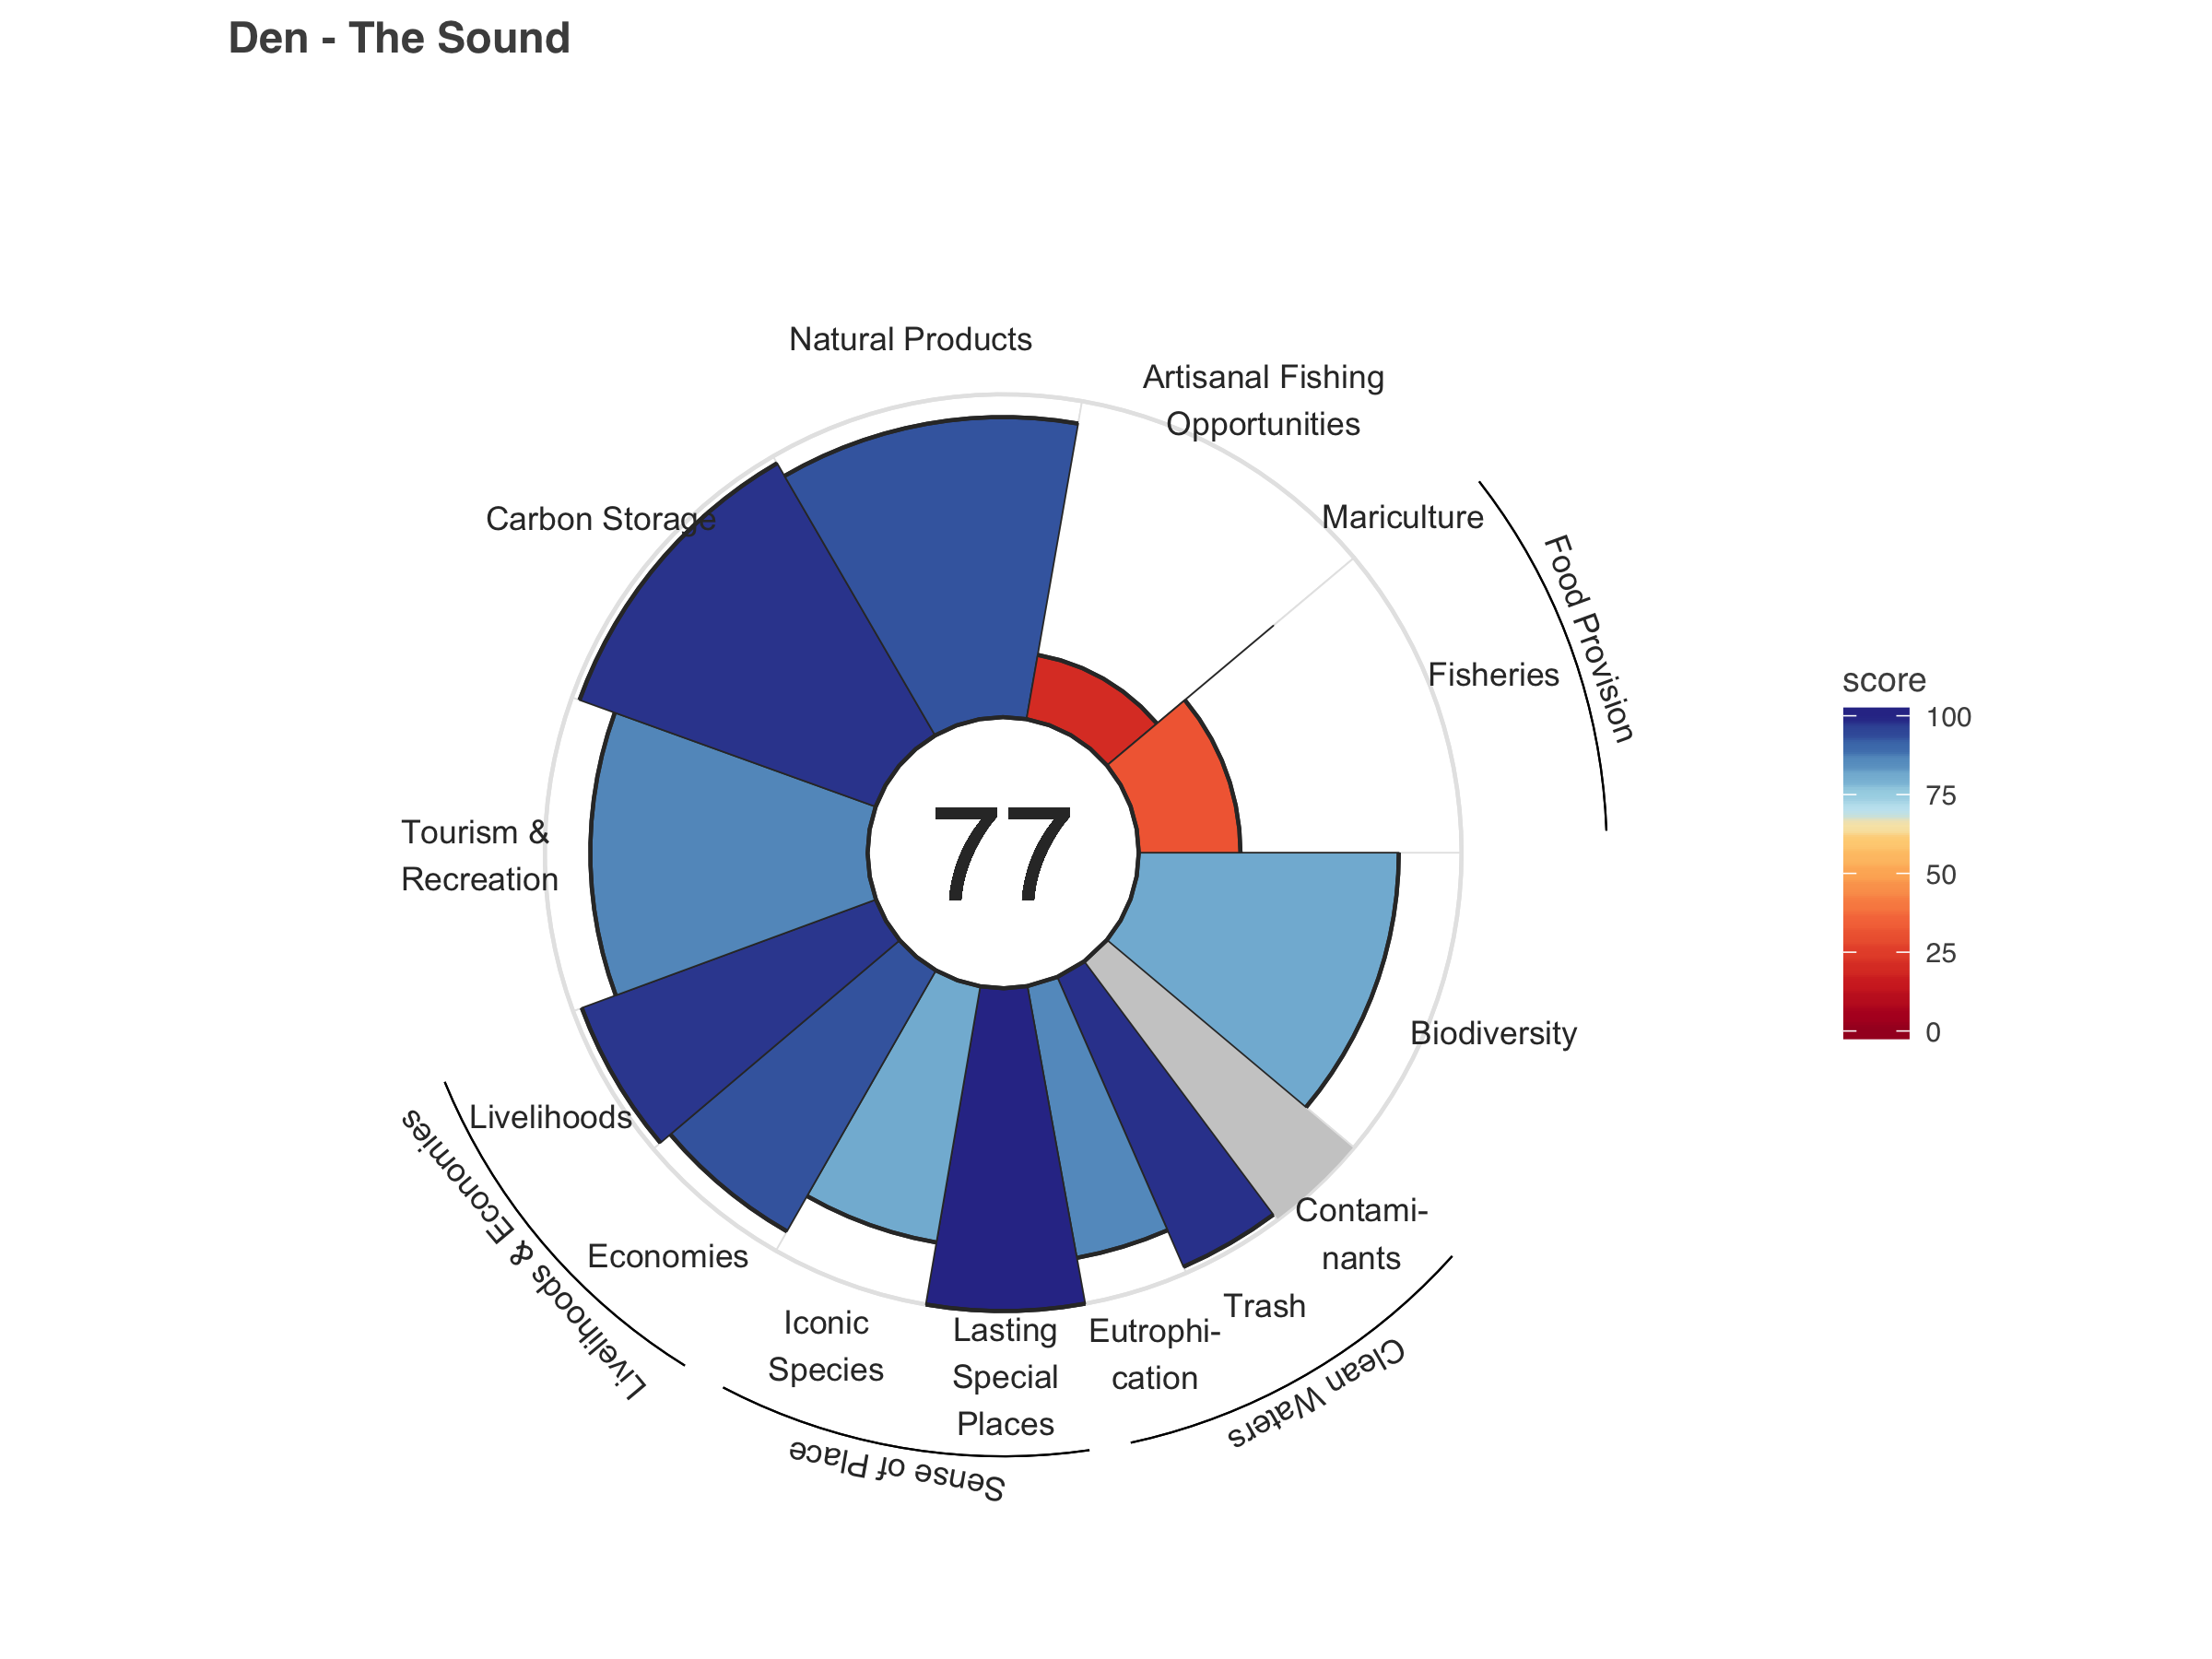 Den - The Sound
Natural Products
Artisanal Fishing
Opportunities
Carbon Storage
Mariculture
Food Provision
Fisheries
score
100
75
50
25
0
77
Tourism &
Recreation
Biodiversity
Livelihoods
Livelihoods & Economies
Economies
Contami-
nants
Trash
Iconic
Species
Lasting
Special
Places
Eutrophi-
cation
Clean Waters
Sense of Place